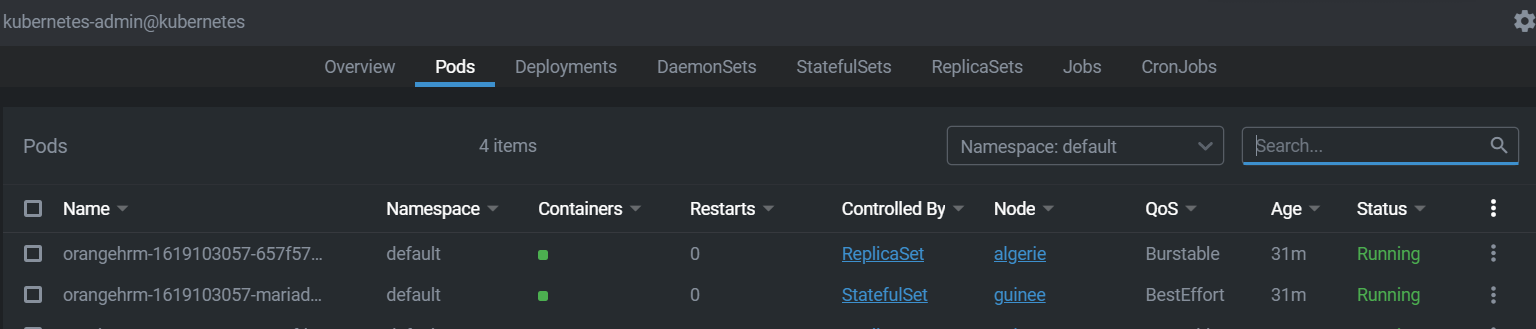 kubernetes-admin@kubernetes
Overview Pods Deployments DaemonSets StatefulSets ReplicaSets Jobs CronJobs
Pods 4 items Namespace: default Search...
Name Namespace Containers Restarts Controlled By Node QoS Age Status
orangehrm-1619103057-657f57... default 0 ReplicaSet algerie Burstable 31m Running
orangehrm-1619103057-mariad... default 0 StatefulSet guinee BestEffort 31m Running